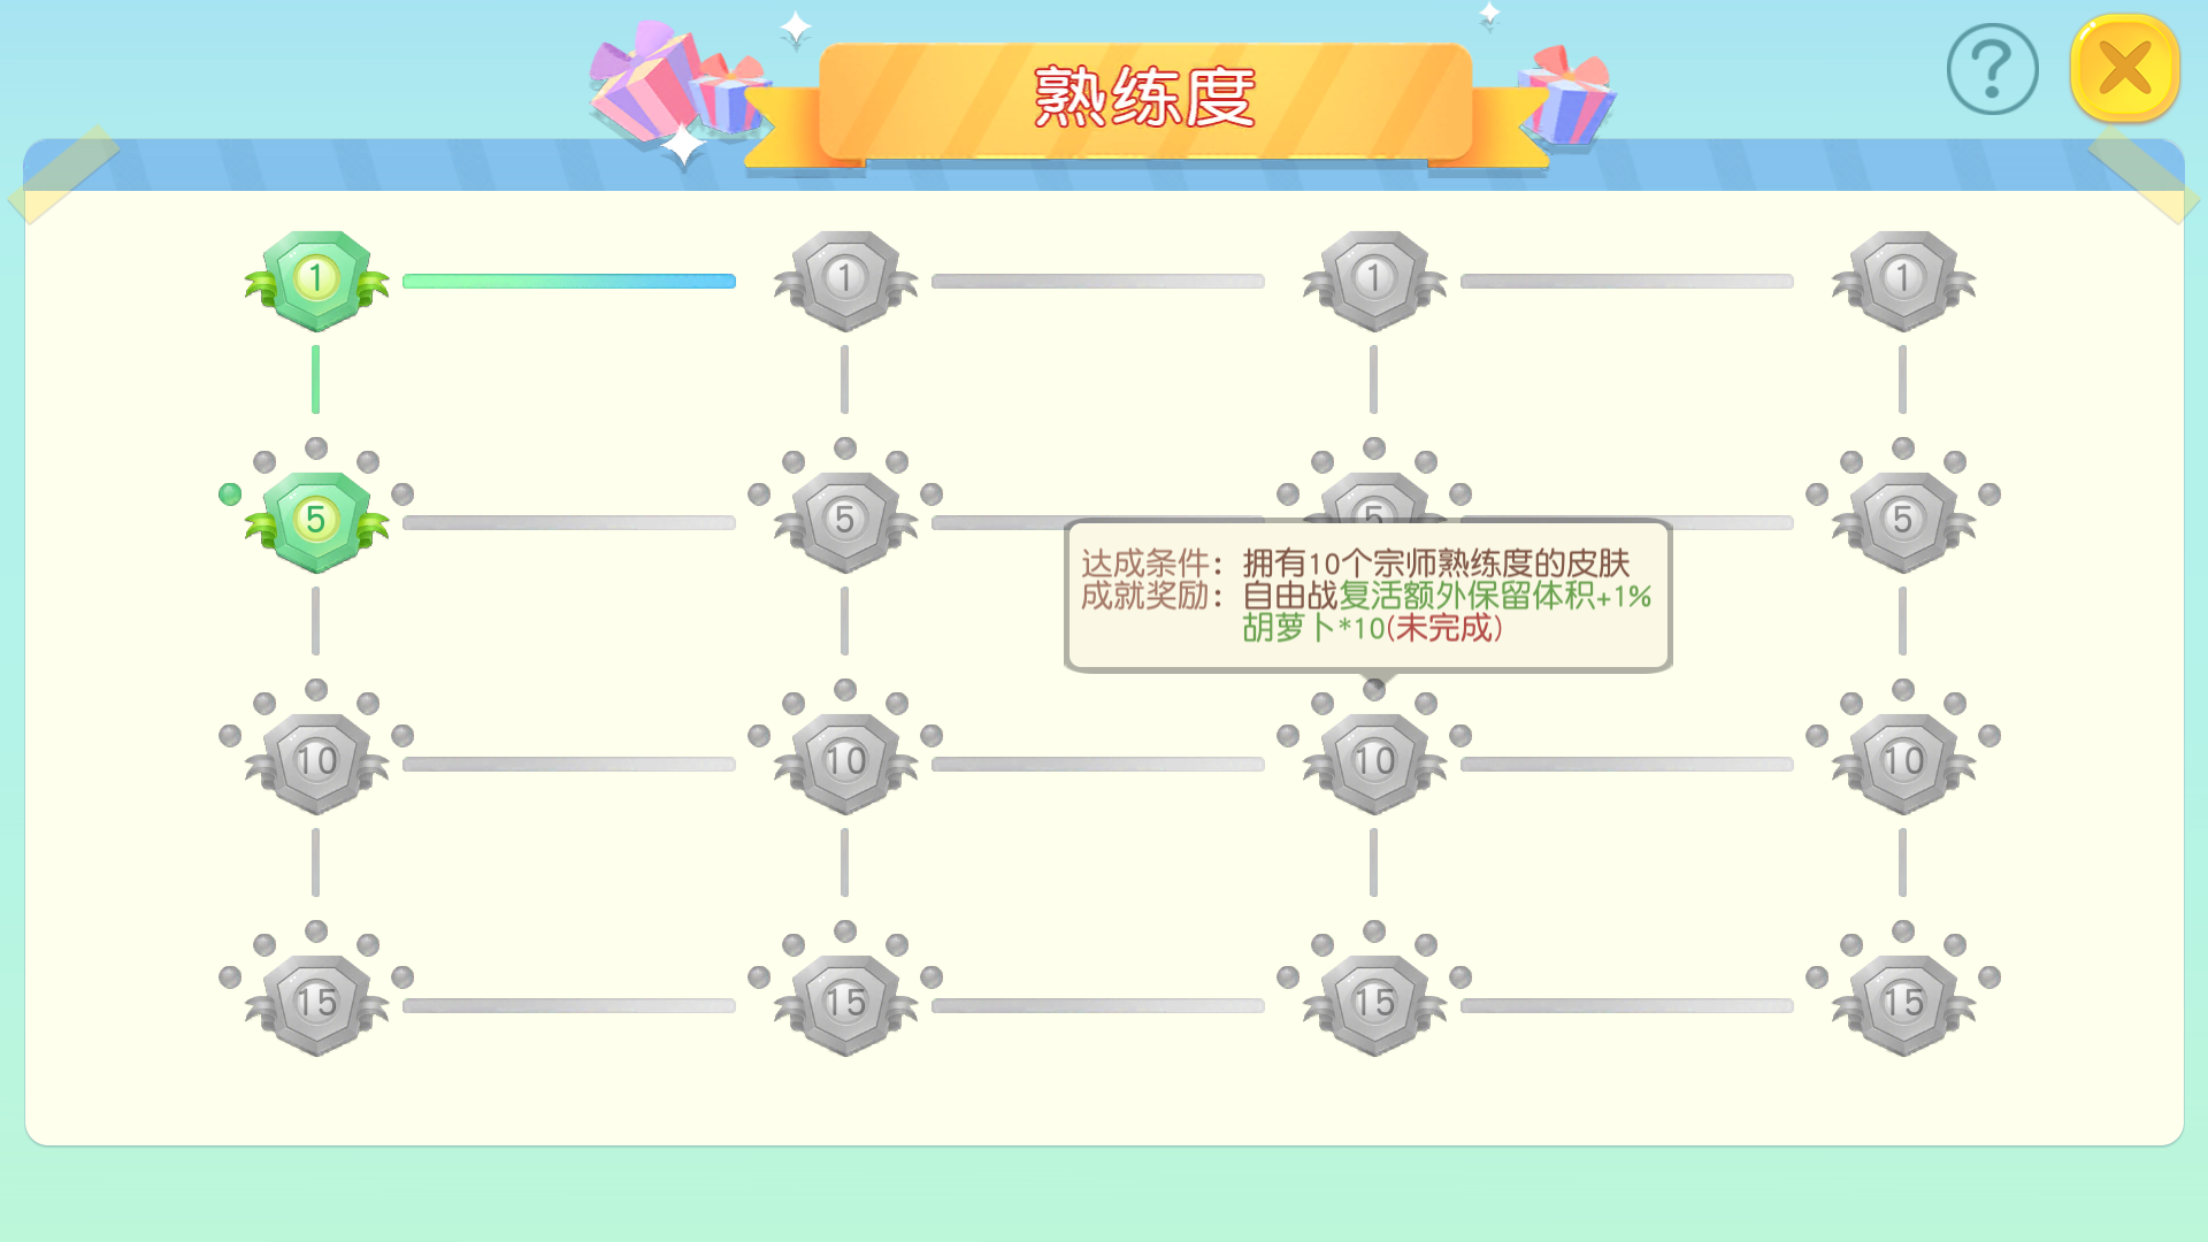 熟练度
?
1 1 1 1
5 5 5 5
达成条件：拥有10个宗师熟练度的皮肤
成就奖励：自由战复活额外保留体积+1%
胡萝卜*10(未完成)
10 10 10 10
15 15 15 15